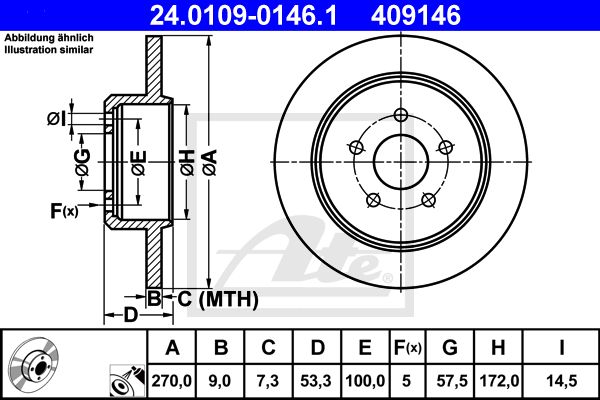 24.0109-0146.1 409146
Abbildung ähnlich
Illustration similar
ØI
ØG
ØE
ØH
ØA
F(x)
B
C (MTH)
D
Ate
A B C D E F(x) G H I
270,0 9,0 7,3 53,3 100,0 5 57,5 172,0 14,5